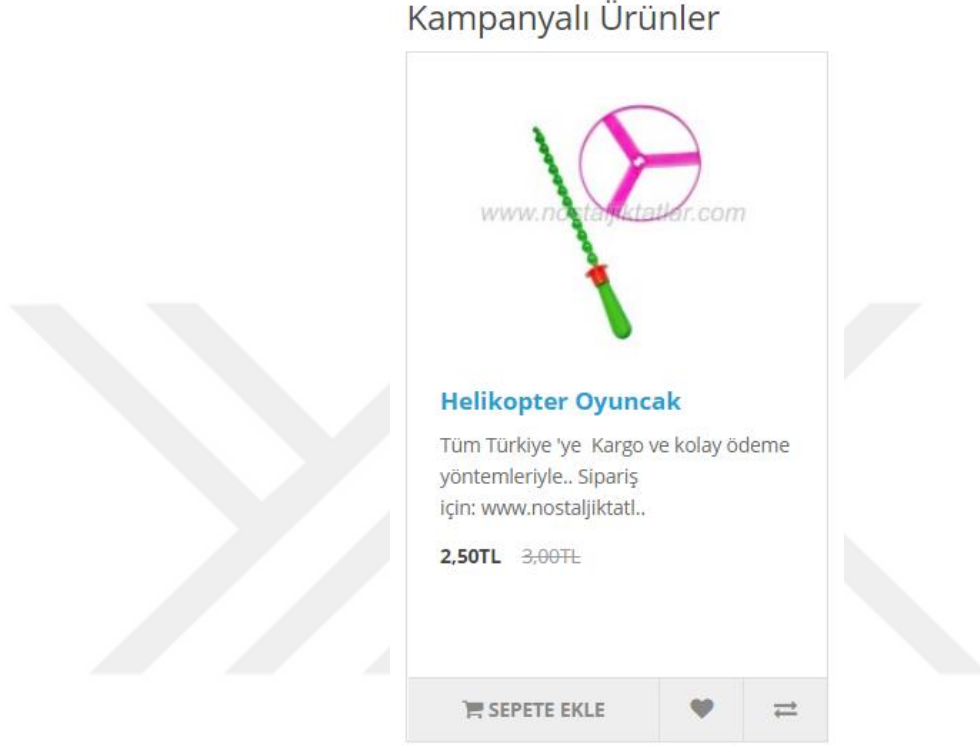 Kampanyalı Ürünler
www.nostaljiktatlar.com
Helikopter Oyuncak
Tüm Türkiye 'ye  Kargo ve kolay ödeme
yöntemleriyle.. Sipariş
için: www.nostaljiktatl..
2,50TL 3,00TL
SEPETE EKLE